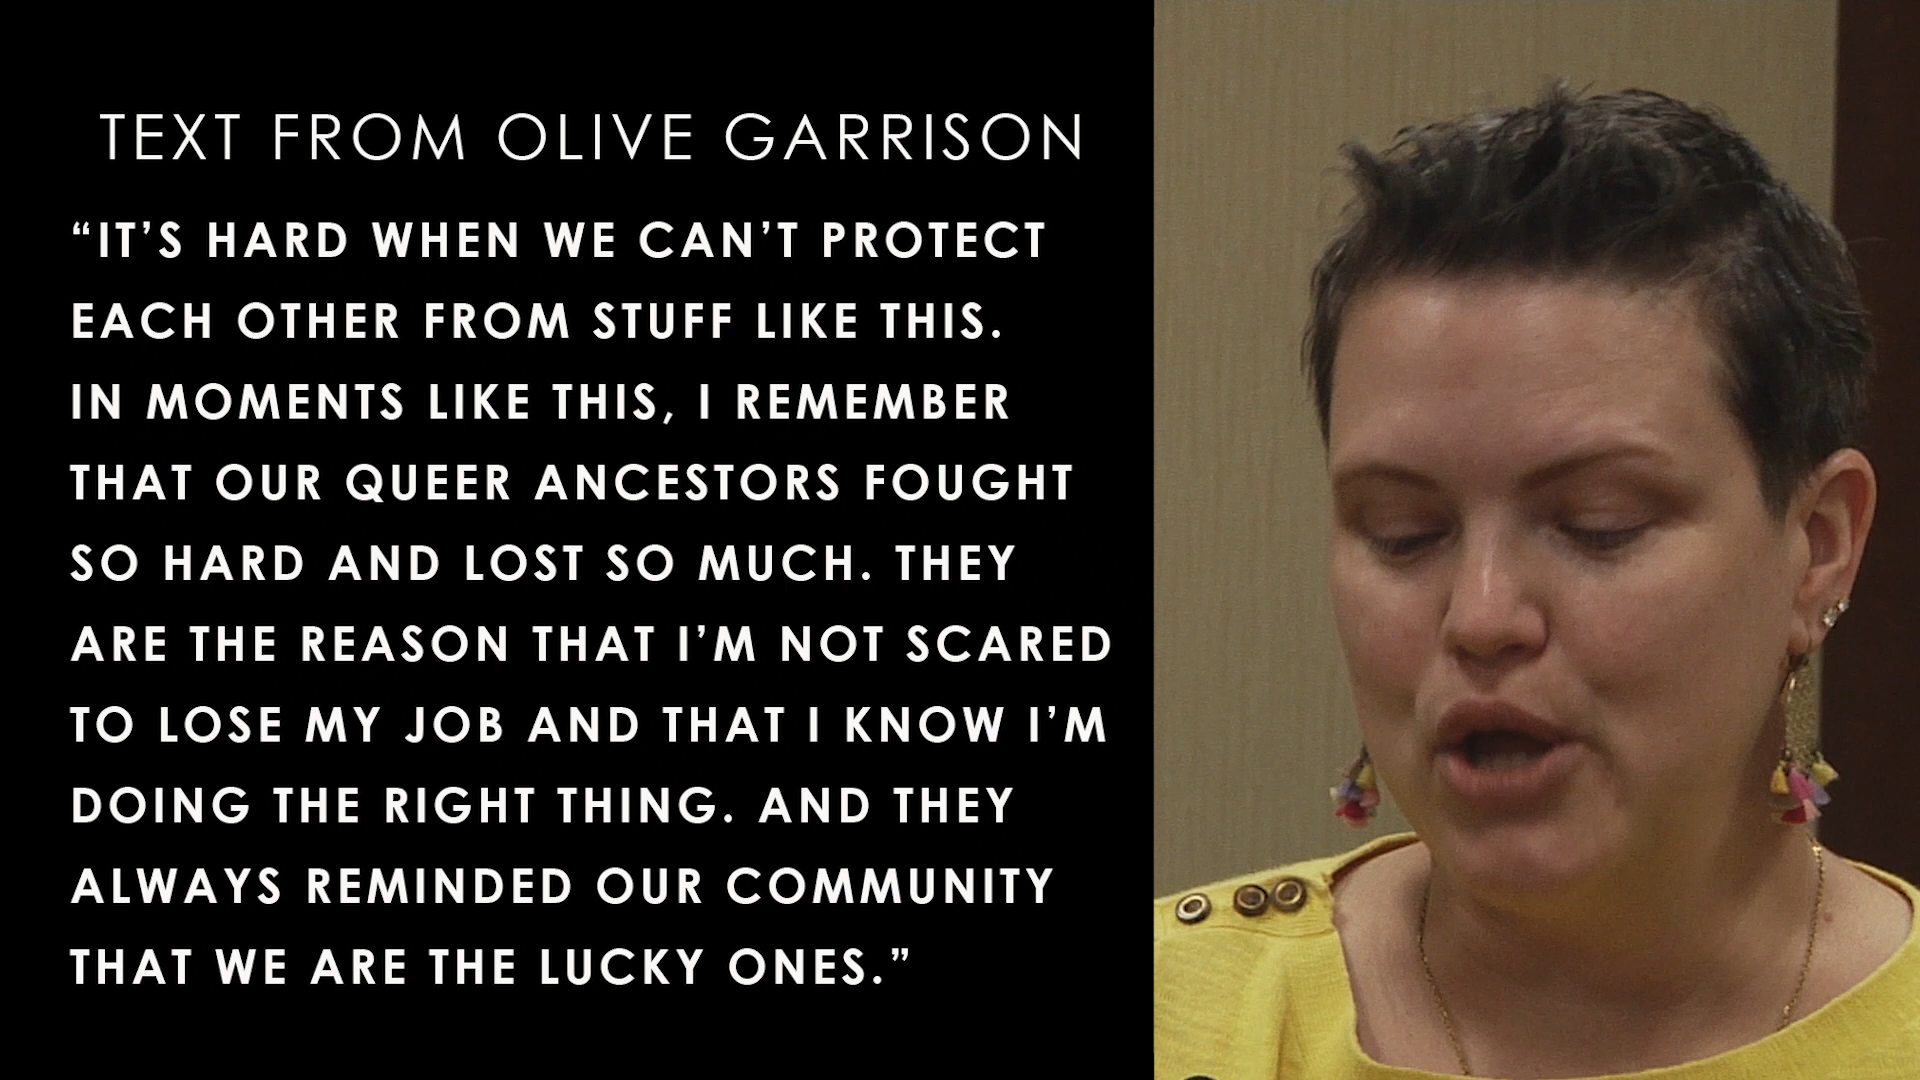 TEXT FROM OLIVE GARRISON
“IT’S HARD WHEN WE CAN’T PROTECT
EACH OTHER FROM STUFF LIKE THIS.
IN MOMENTS LIKE THIS, I REMEMBER
THAT OUR QUEER ANCESTORS FOUGHT
SO HARD AND LOST SO MUCH. THEY
ARE THE REASON THAT I’M NOT SCARED
TO LOSE MY JOB AND THAT I KNOW I’M
DOING THE RIGHT THING. AND THEY
ALWAYS REMINDED OUR COMMUNITY
THAT WE ARE THE LUCKY ONES.”